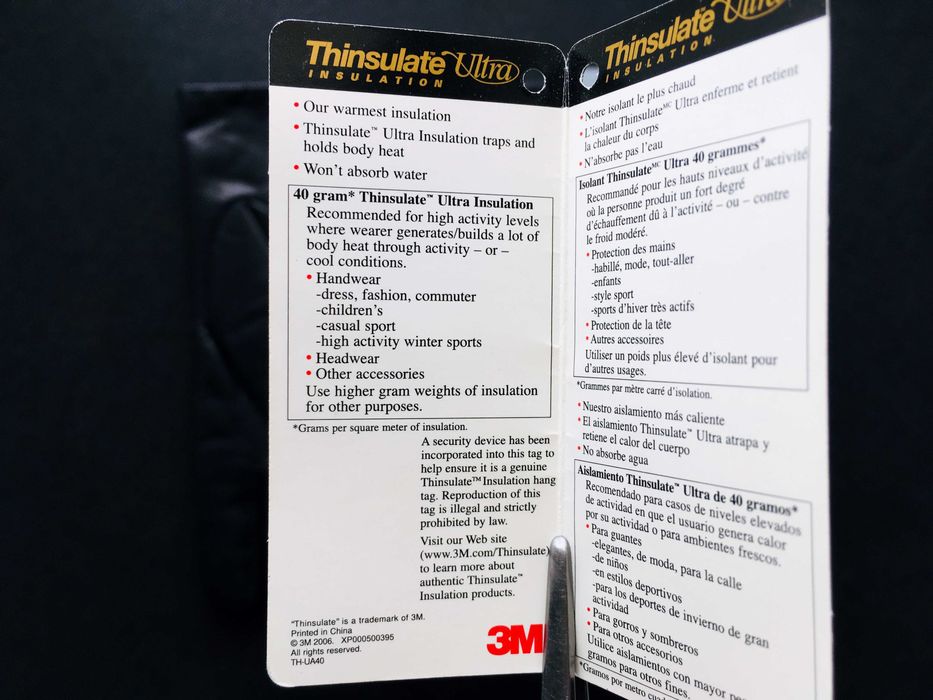 Thinsulate™ Ultra
INSULATION
• Our warmest insulation
• Thinsulate™ Ultra Insulation traps and
holds body heat
• Won't absorb water
40 gram* Thinsulate™ Ultra Insulation
Recommended for high activity levels
where wearer generates/builds a lot of
body heat through activity – or –
cool conditions.
• Handwear
-dress, fashion, commuter
-children's
-casual sport
-high activity winter sports
• Headwear
• Other accessories
Use higher gram weights of insulation
for other purposes.
*Grams per square meter of insulation.
A security device has been
incorporated into this tag to
help ensure it is a genuine
Thinsulate™ Insulation hang
tag. Reproduction of this
tag is illegal and strictly
prohibited by law.
Visit our Web site
(www.3M.com/Thinsulate)
to learn more about
authentic Thinsulate™
Insulation products.
"Thinsulate" is a trademark of 3M.
Printed in China
© 3M 2006. XP000500395
All rights reserved.
TH-UA40
3M
Thinsulate™ Ultra
INSULATION
• Notre isolant le plus chaud
• L'isolant Thinsulate MC Ultra enferme et retient
la chaleur du corps
• N'absorbe pas l'eau
Isolant Thinsulate MC Ultra 40 grammes*
Recommandé pour les hauts niveaux d'activité
où la personne produit un fort degré
d'échauffement dû à l'activité – ou – contre
le froid modéré.
• Protection des mains
-habillé, mode, tout-aller
-enfants
-style sport
-sports d'hiver très actifs
• Protection de la tête
• Autres accessoires
Utiliser un poids plus élevé d'isolant pour
d'autres usages.
*Grammes par mètre carré d'isolation.
• Nuestro aislamiento más caliente
• El aislamiento Thinsulate™ Ultra atrapa y
retiene el calor del cuerpo
• No absorbe agua
Aislamiento Thinsulate™ Ultra de 40 gramos*
Recomendado para casos de niveles elevados
de actividad en que el usuario genera calor
por su actividad o para ambientes frescos.
• Para guantes
-elegantes, de moda, para la calle
-de niños
-en estilos deportivos
-para los deportes de invierno de gran
actividad
• Para gorros y sombreros
• Para otros accesorios
Utilice aislamientos con mayor
gramos para otros fines.
*Gramos por metro